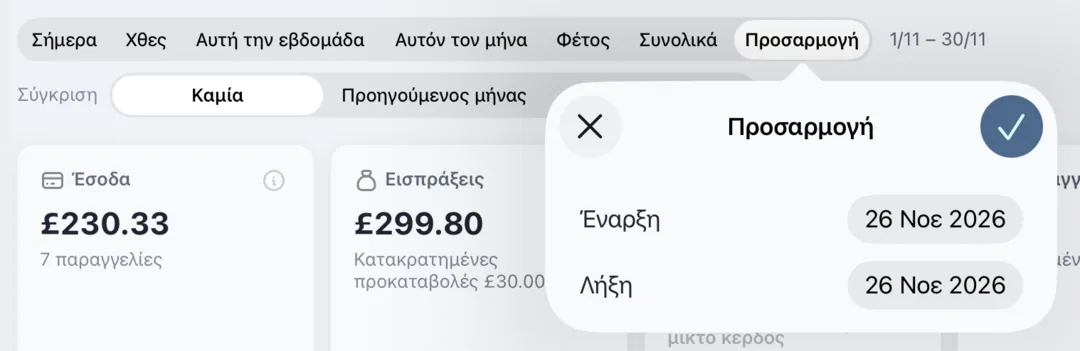 Σήμερα Χθες Αυτή την εβδομάδα Αυτόν τον μήνα Φέτος Συνολικά Προσαρμογή 1/11 – 30/11
Σύγκριση Καμία Προηγούμενος μήνας
Προσαρμογή
Έναρξη 26 Νοε 2026
Λήξη 26 Νοε 2026
Έσοδα
£230.33
7 παραγγελίες
Εισπράξεις
£299.80
Κατακρατημένες
προκαταβολές £30.00
μικτό κέρδος